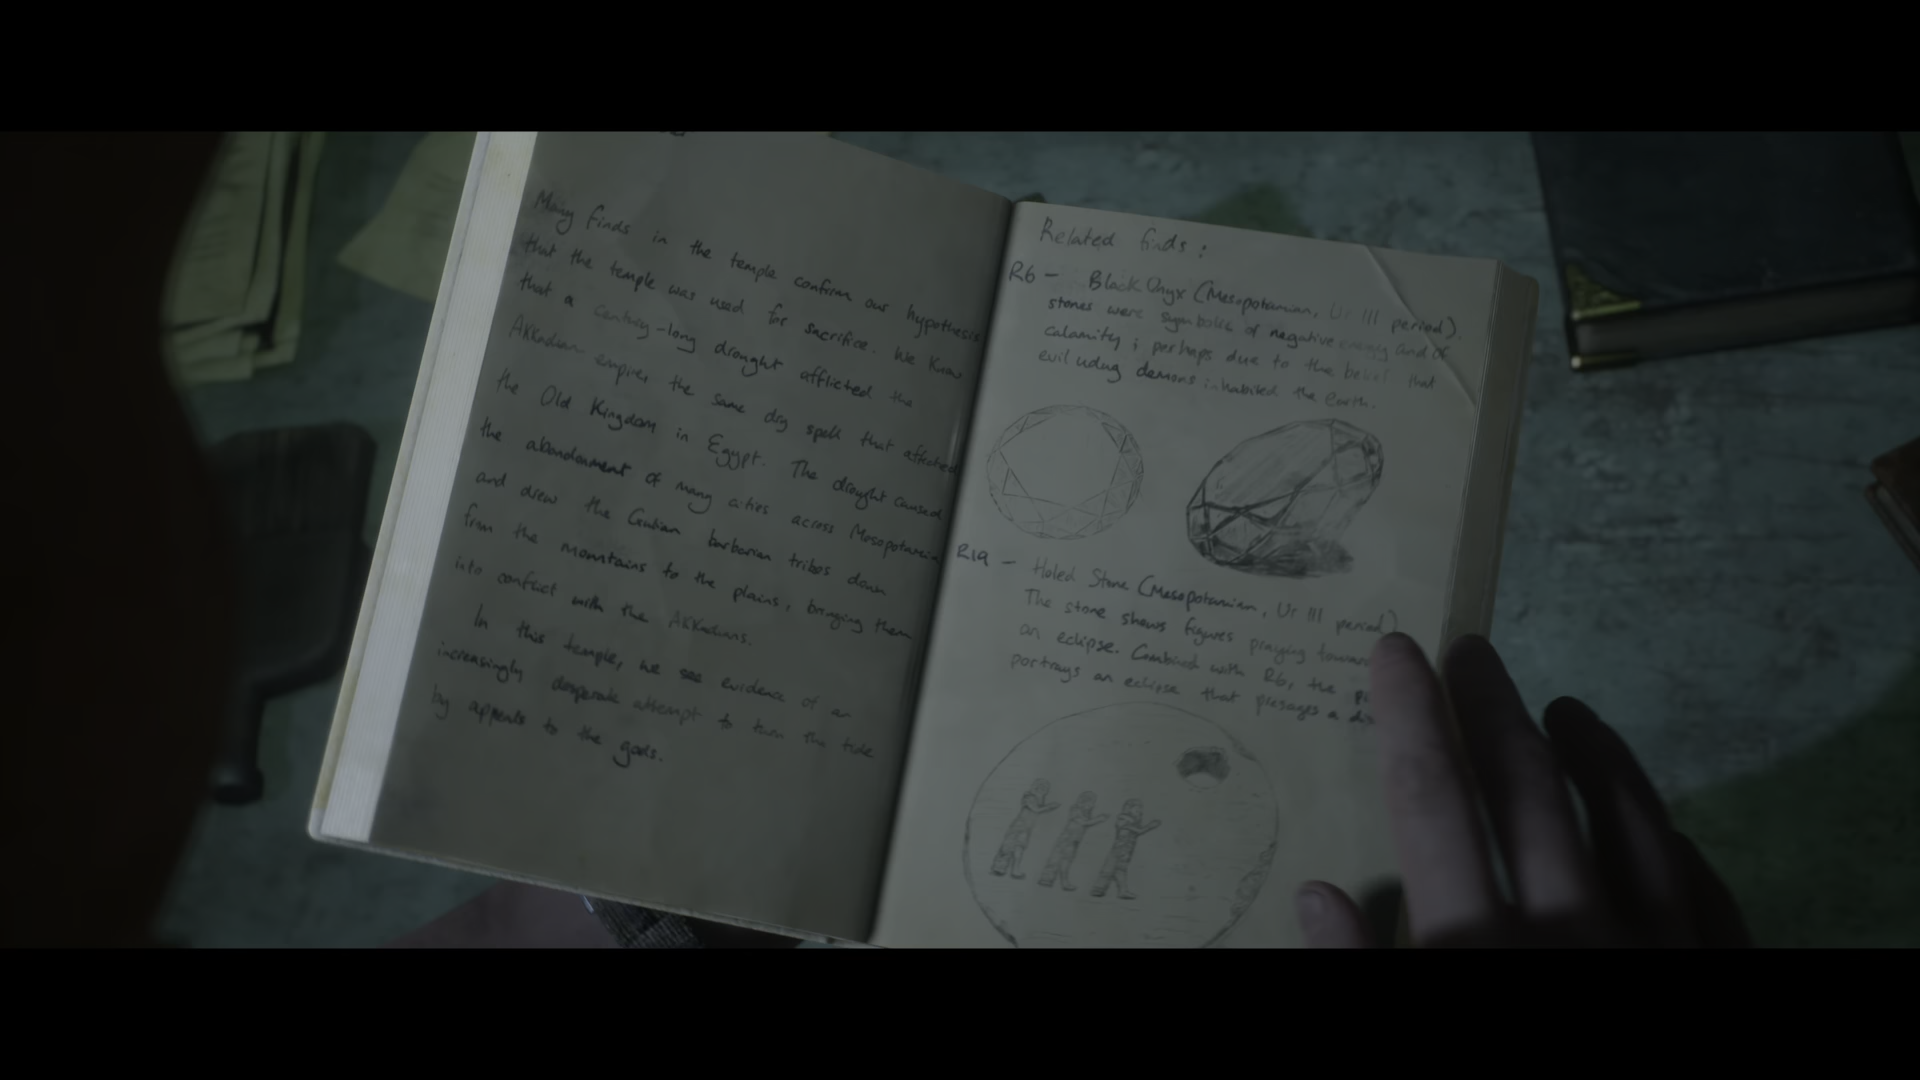 Many finds in the temple confirm our hypothesis
that the temple was used for sacrifice. We know
that a century-long drought afflicted the
Akkadian empire, the same dry spell that affected
the Old Kingdom in Egypt. The drought caused
the abandonment of many cities across Mesopotamia
and drew the Gutian barbarian tribes down
from the mountains to the plains, bringing them
into conflict with the Akkadians.
In this temple, we see evidence of an
increasingly desperate attempt to turn the tide
by appeals to the gods.
Related finds:
R6 - Black Onyx (Mesopotamian, Ur III period).
stones were symbolic of negative energy and of
calamity; perhaps due to the belief that
evil udug demons inhabited the earth.
R19 - Holed Stone (Mesopotamian, Ur III period)
The stone shows figures praying towar
an eclipse. Combined with R6, the pi
portrays an eclipse that presages a dis